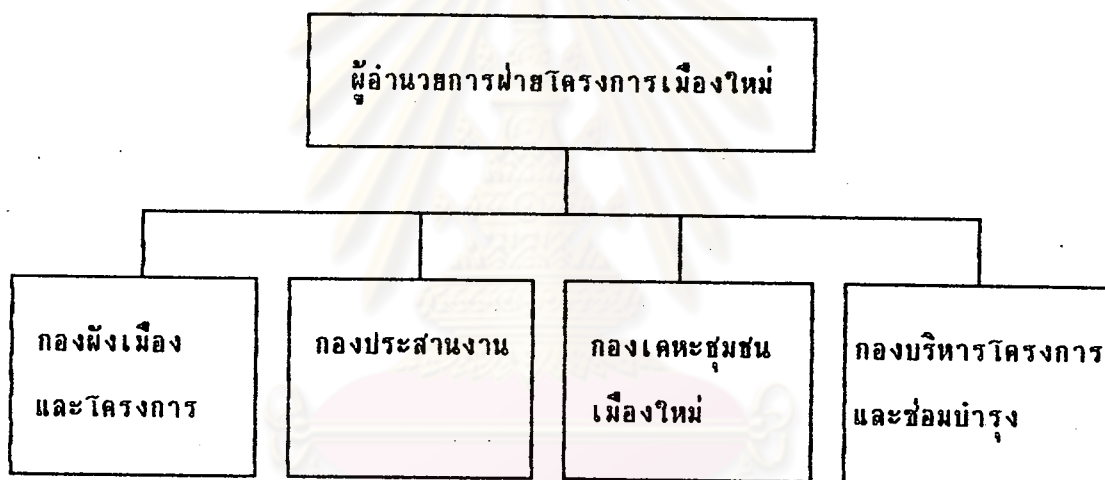 ผู้อำนวยการฝ่ายโครงการเมืองใหม่
กองผังเมือง
และโครงการ
กองประสานงาน
กองเคหะชุมชน
เมืองใหม่
กองบริหารโครงการ
และซ่อมบำรุง